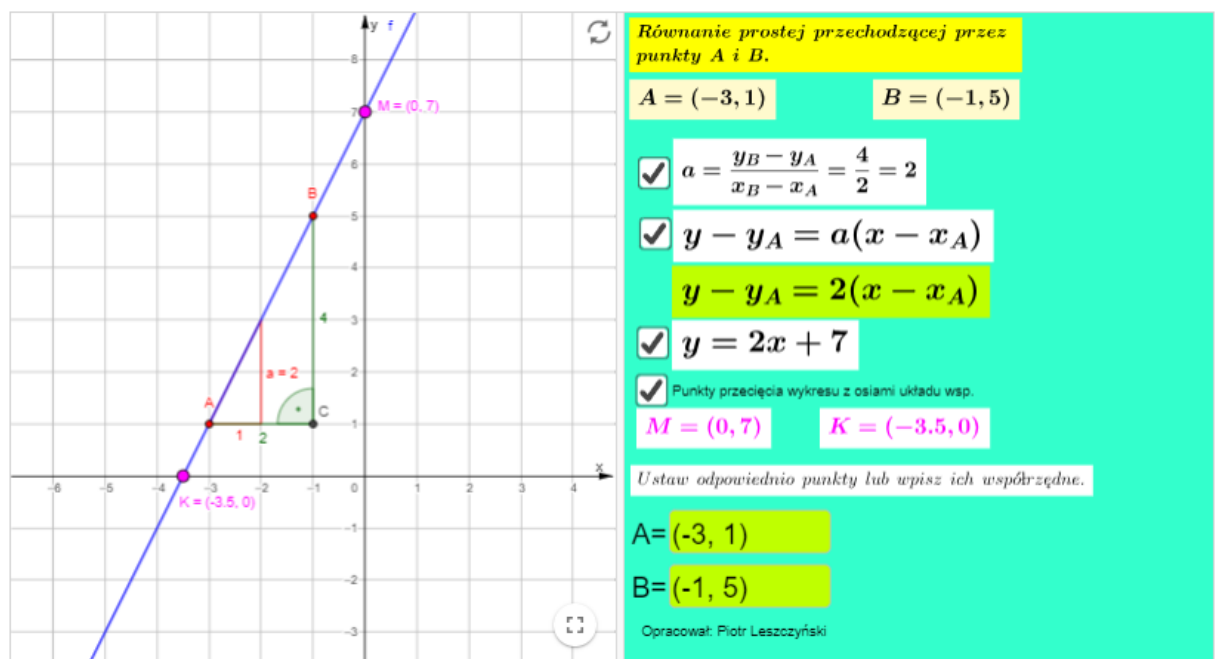 y f
8
M = (0, 7)
7
6
B
5
4
4
3
a = 2
2
A
C
1
1
2
x
-6 -5 -4 -3 -2 -1 0 1 2 3 4
K = (-3.5, 0)
-1
-2
-3
Równanie prostej przechodzącej przez
punkty A i B.
A = (−3, 1) B = (−1, 5)
a = \frac{y_B − y_A}{x_B − x_A} = \frac{4}{2} = 2
y − y_A = a(x − x_A)
y − y_A = 2(x − x_A)
y = 2x + 7
Punkty przecięcia wykresu z osiami układu wsp.
M = (0, 7) K = (−3.5, 0)
Ustaw odpowiednio punkty lub wpisz ich współrzędne.
A= (-3, 1)
B= (-1, 5)
Opracował: Piotr Leszczyński